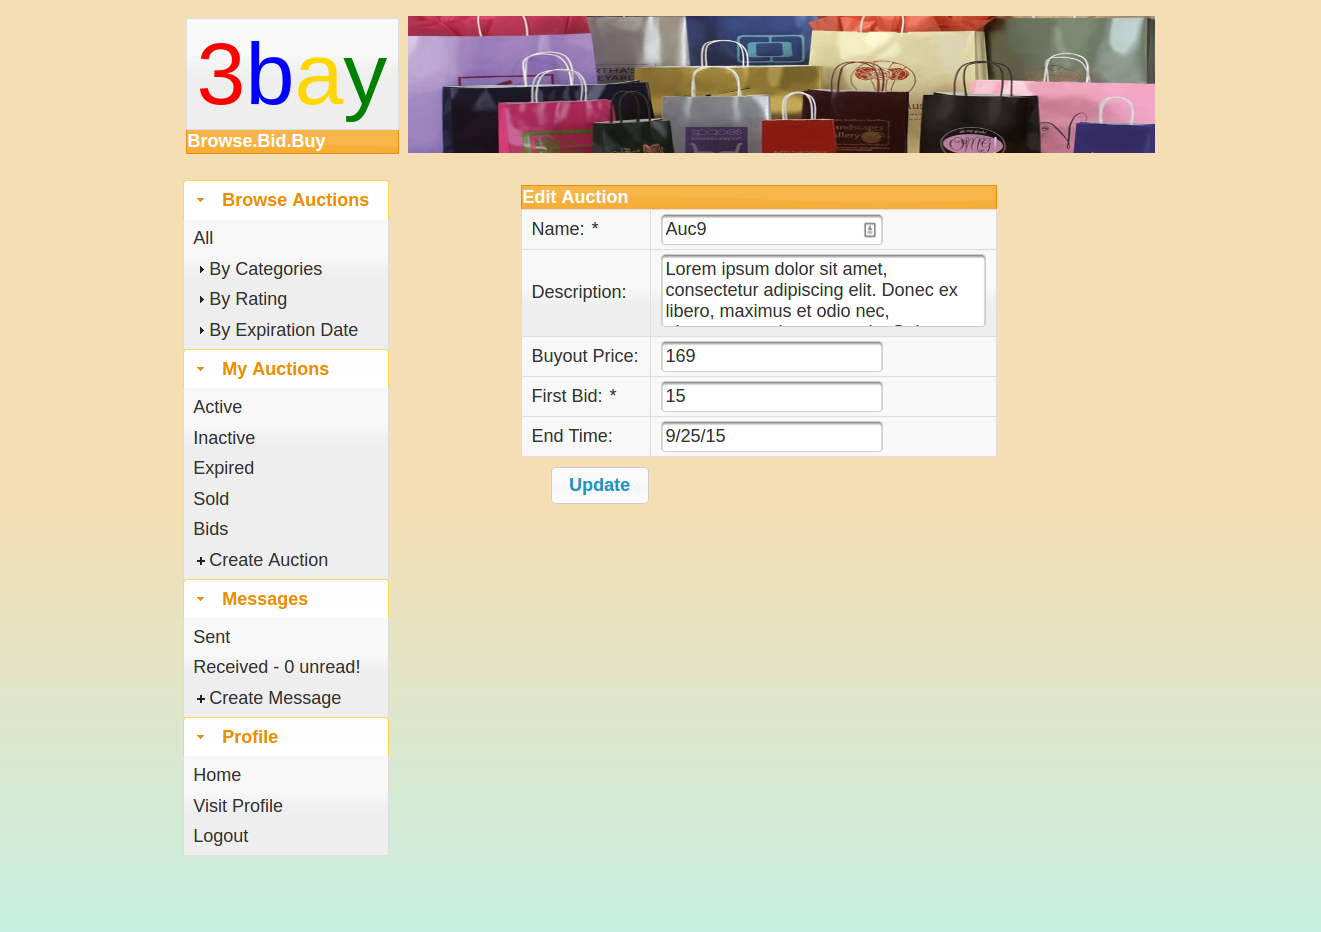 3bay
Browse.Bid.Buy
SPACES
OMG!
Browse Auctions
All
By Categories
By Rating
By Expiration Date
My Auctions
Active
Inactive
Expired
Sold
Bids
+ Create Auction
Messages
Sent
Received - 0 unread!
+ Create Message
Profile
Home
Visit Profile
Logout
Edit Auction
Name: * Auc9
Description: Lorem ipsum dolor sit amet,
consectetur adipiscing elit. Donec ex
libero, maximus et odio nec,
Buyout Price: 169
First Bid: * 15
End Time: 9/25/15
Update